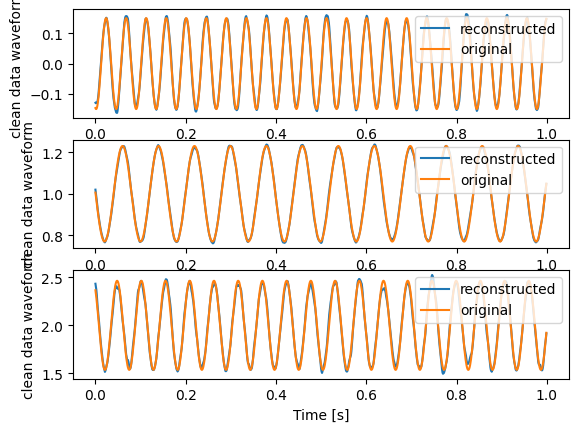 clean data waveform
0.1
0.0
−0.1
reconstructed
original
0.0 0.2 0.4 0.6 0.8 1.0
clean data waveform
1.2
1.0
0.8
reconstructed
original
0.0 0.2 0.4 0.6 0.8 1.0
clean data waveform
2.5
2.0
1.5
reconstructed
original
0.0 0.2 0.4 0.6 0.8 1.0
Time [s]